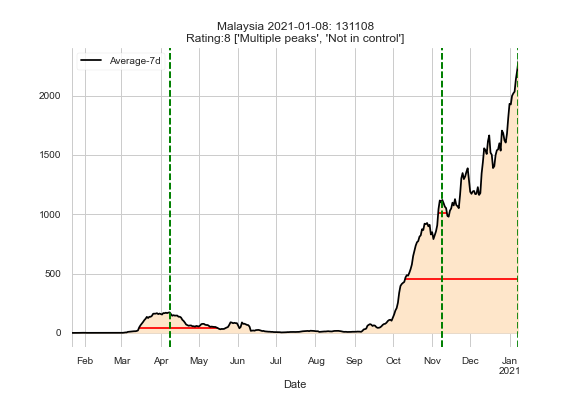 Malaysia 2021-01-08: 131108
Rating:8 ['Multiple peaks', 'Not in control']
Average-7d
2000
1500
1000
500
0
Feb Mar Apr May Jun Jul Aug Sep Oct Nov Dec Jan
2021
Date